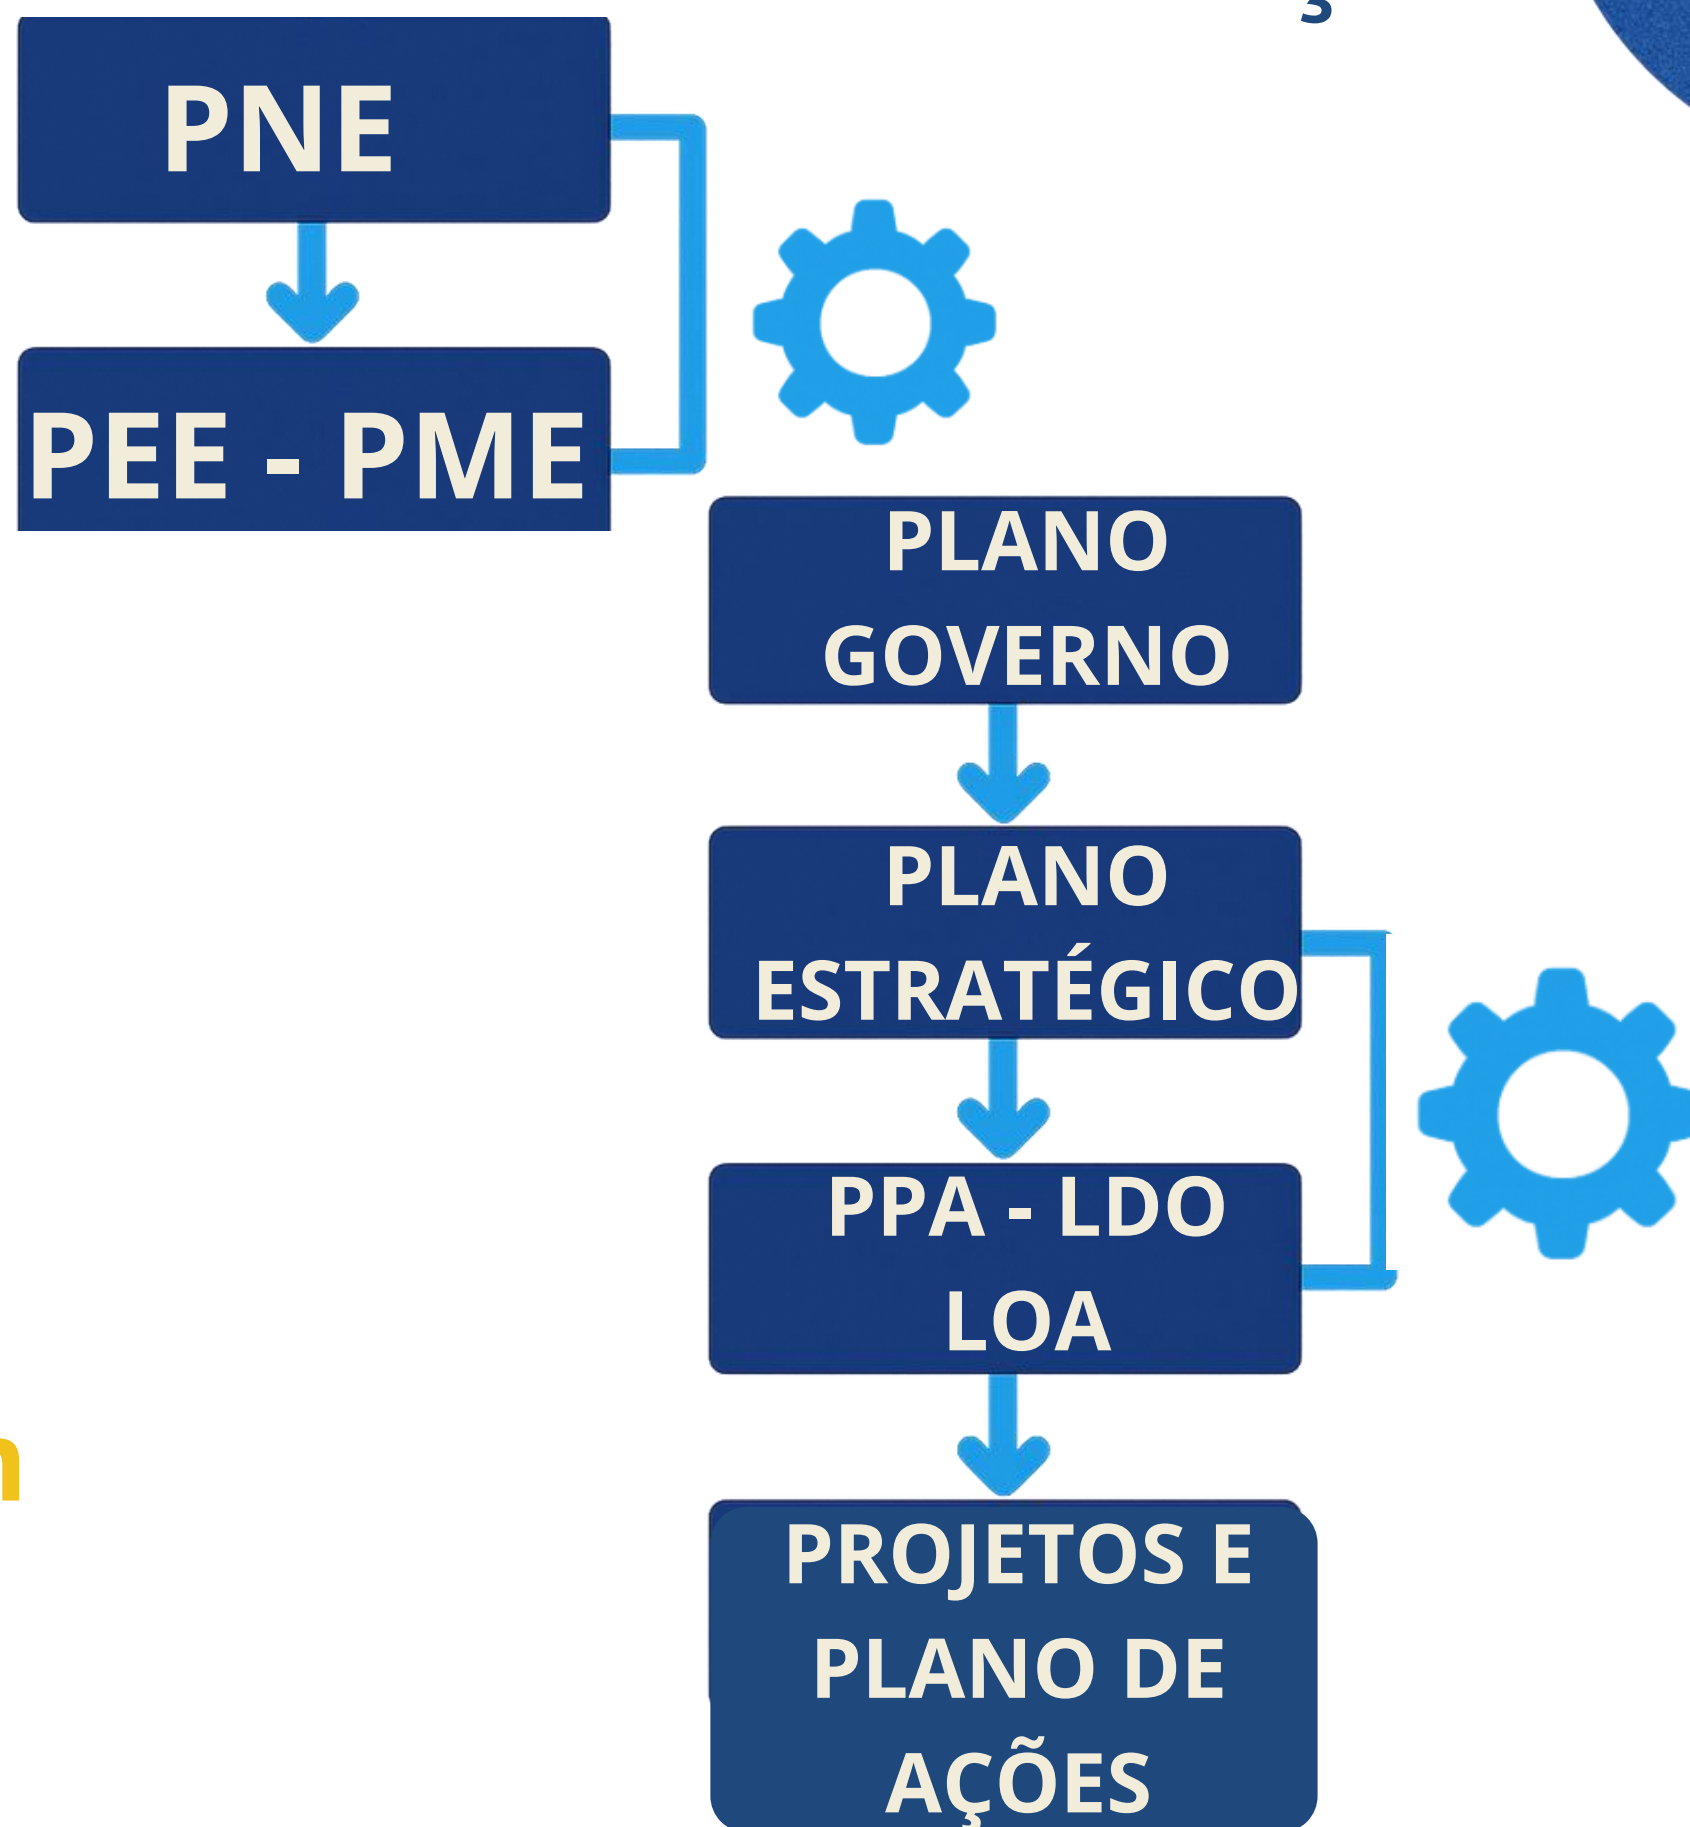 PNE
PEE - PME
PLANO
GOVERNO
PLANO
ESTRATÉGICO
PPA - LDO
LOA
PROJETOS E
PLANO DE
AÇÕES